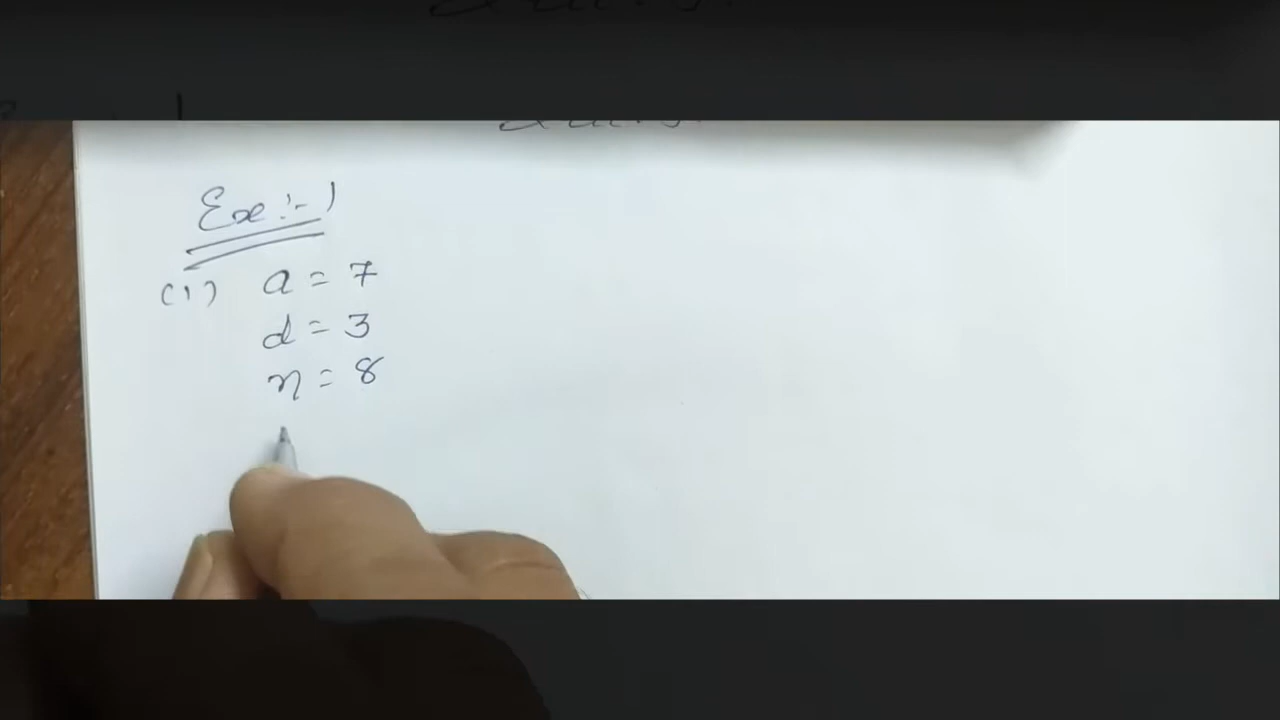 Ex :- 1
(1) a = 7
d = 3
n = 8